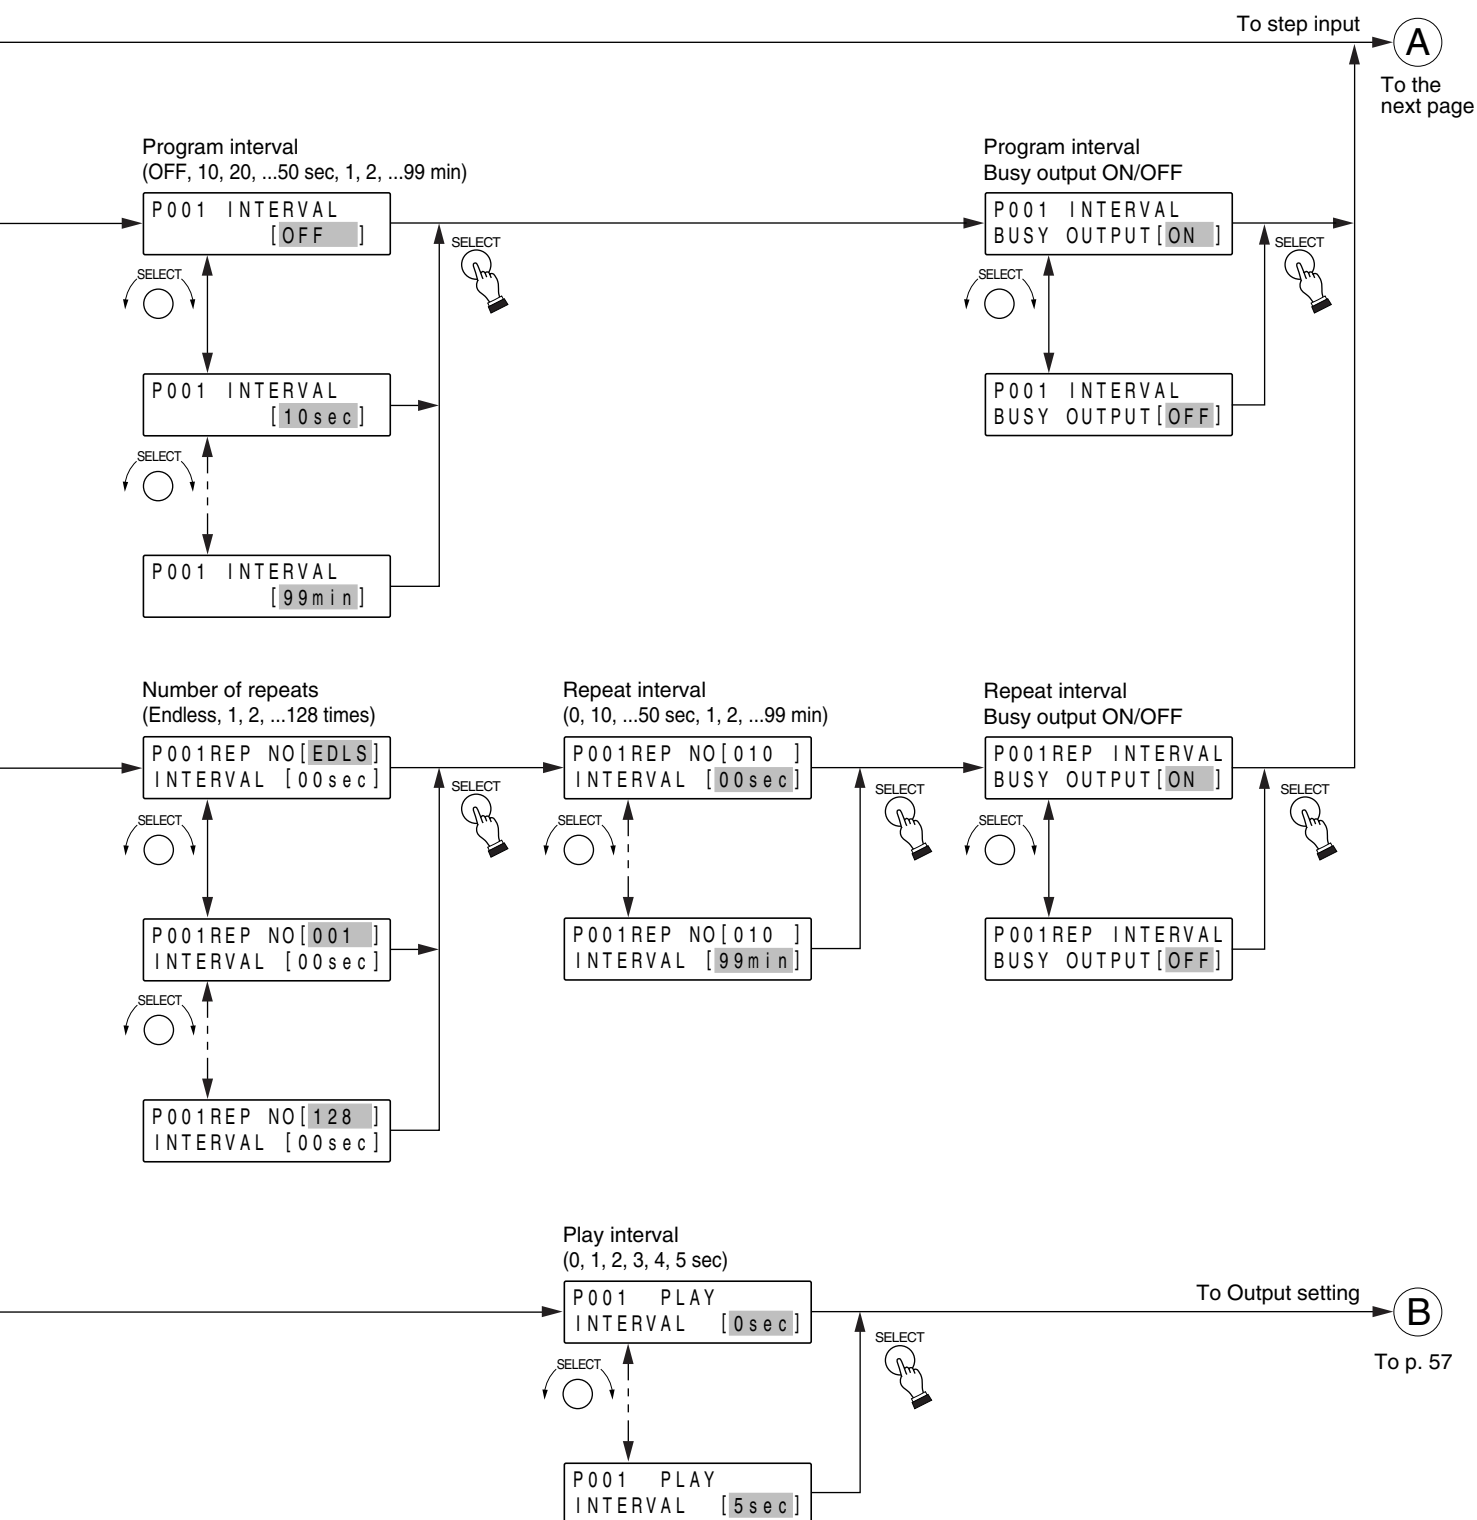 To step input
A
To the
next page
Program interval
(OFF, 10, 20, ...50 sec, 1, 2, ...99 min)
P001 INTERVAL
[OFF ]
SELECT
SELECT
P001 INTERVAL
[10sec]
SELECT
P001 INTERVAL
[99min]
Program interval
Busy output ON/OFF
P001 INTERVAL
BUSY OUTPUT[ON ]
SELECT
SELECT
P001 INTERVAL
BUSY OUTPUT[OFF]
Number of repeats
(Endless, 1, 2, ...128 times)
P001REP NO[EDLS]
INTERVAL [00sec]
SELECT
SELECT
P001REP NO[001 ]
INTERVAL [00sec]
SELECT
P001REP NO[128 ]
INTERVAL [00sec]
Repeat interval
(0, 10, ...50 sec, 1, 2, ...99 min)
P001REP NO[010 ]
INTERVAL [00sec]
SELECT
SELECT
P001REP NO[010 ]
INTERVAL [99min]
Repeat interval
Busy output ON/OFF
P001REP INTERVAL
BUSY OUTPUT[ON ]
SELECT
SELECT
P001REP INTERVAL
BUSY OUTPUT[OFF]
Play interval
(0, 1, 2, 3, 4, 5 sec)
P001 PLAY
INTERVAL [0sec]
SELECT
SELECT
P001 PLAY
INTERVAL [5sec]
To Output setting
B
To p. 57